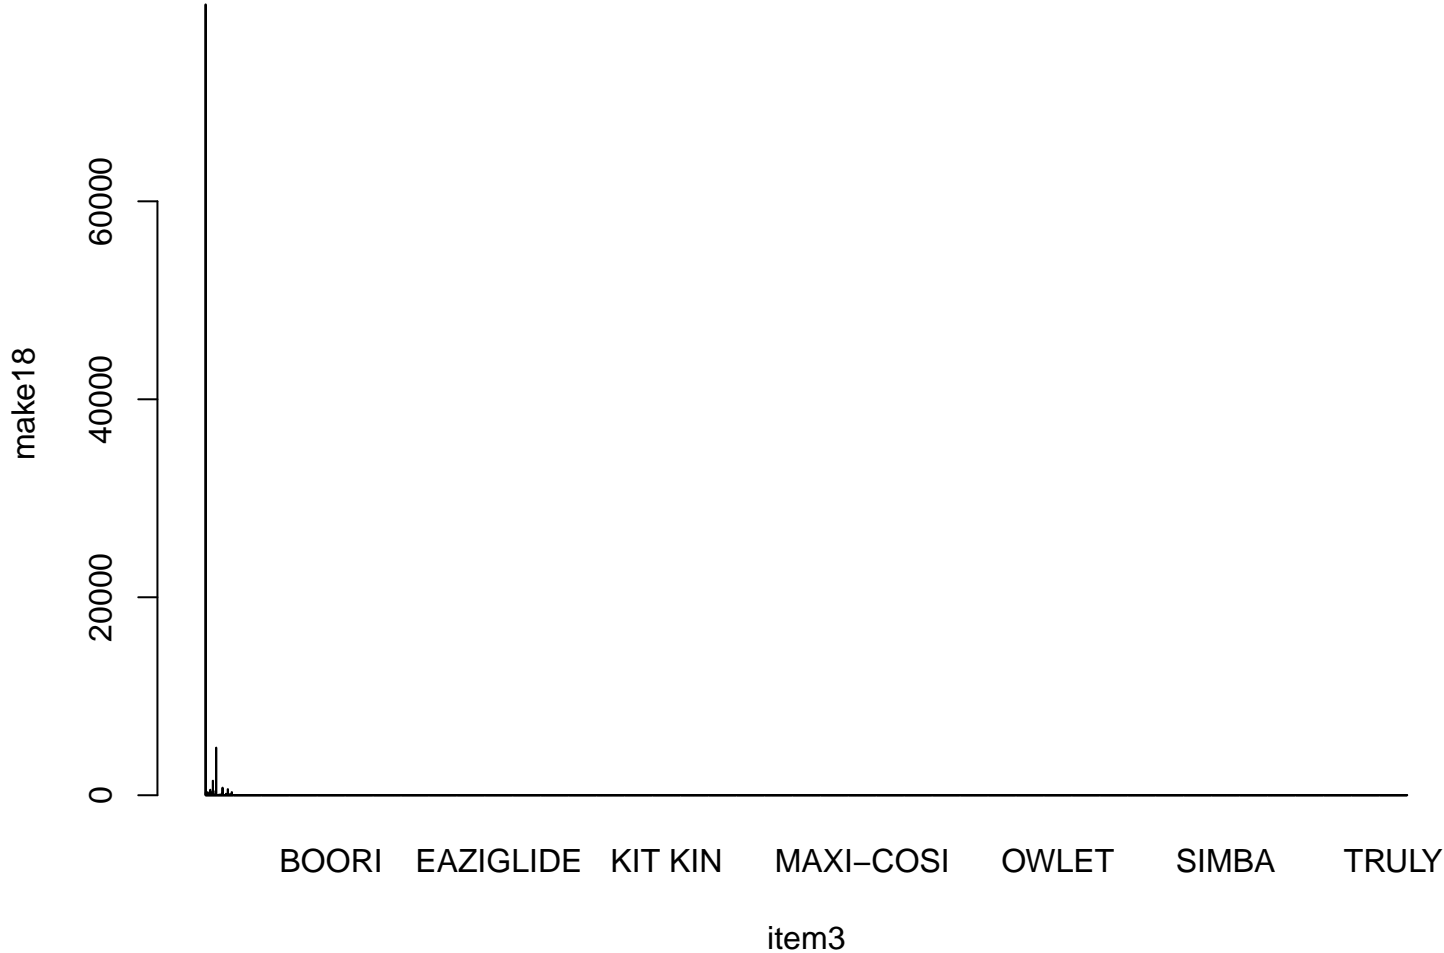 make18
60000
40000
20000
0
BOORI EAZIGLIDE KIT KIN MAXI−COSI OWLET SIMBA TRULY
item3